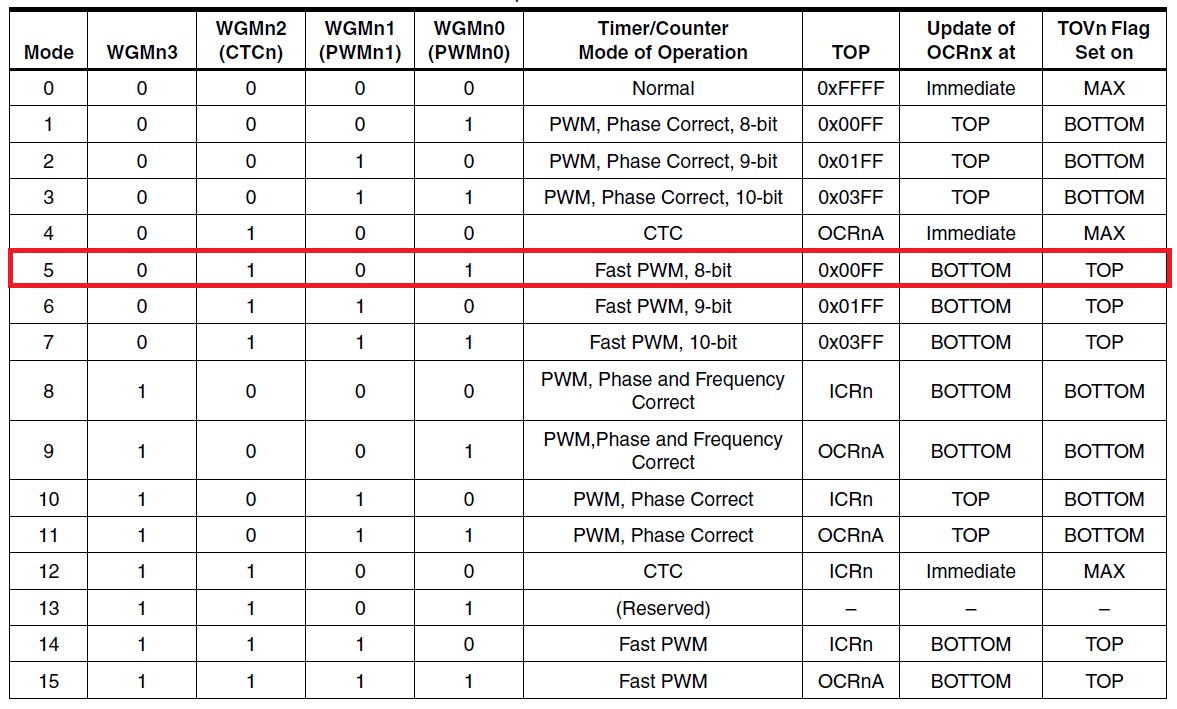 Mode WGMn3 WGMn2 (CTCn) WGMn1 (PWMn1) WGMn0 (PWMn0) Timer/Counter Mode of Operation TOP Update of OCRnx at TOVn Flag Set on
0 0 0 0 0 Normal 0xFFFF Immediate MAX
1 0 0 0 1 PWM, Phase Correct, 8-bit 0x00FF TOP BOTTOM
2 0 0 1 0 PWM, Phase Correct, 9-bit 0x01FF TOP BOTTOM
3 0 0 1 1 PWM, Phase Correct, 10-bit 0x03FF TOP BOTTOM
4 0 1 0 0 CTC OCRnA Immediate MAX
5 0 1 0 1 Fast PWM, 8-bit 0x00FF BOTTOM TOP
6 0 1 1 0 Fast PWM, 9-bit 0x01FF BOTTOM TOP
7 0 1 1 1 Fast PWM, 10-bit 0x03FF BOTTOM TOP
8 1 0 0 0 PWM, Phase and Frequency Correct ICRn BOTTOM BOTTOM
9 1 0 0 1 PWM,Phase and Frequency Correct OCRnA BOTTOM BOTTOM
10 1 0 1 0 PWM, Phase Correct ICRn TOP BOTTOM
11 1 0 1 1 PWM, Phase Correct OCRnA TOP BOTTOM
12 1 1 0 0 CTC ICRn Immediate MAX
13 1 1 0 1 (Reserved) – – –
14 1 1 1 0 Fast PWM ICRn BOTTOM TOP
15 1 1 1 1 Fast PWM OCRnA BOTTOM TOP